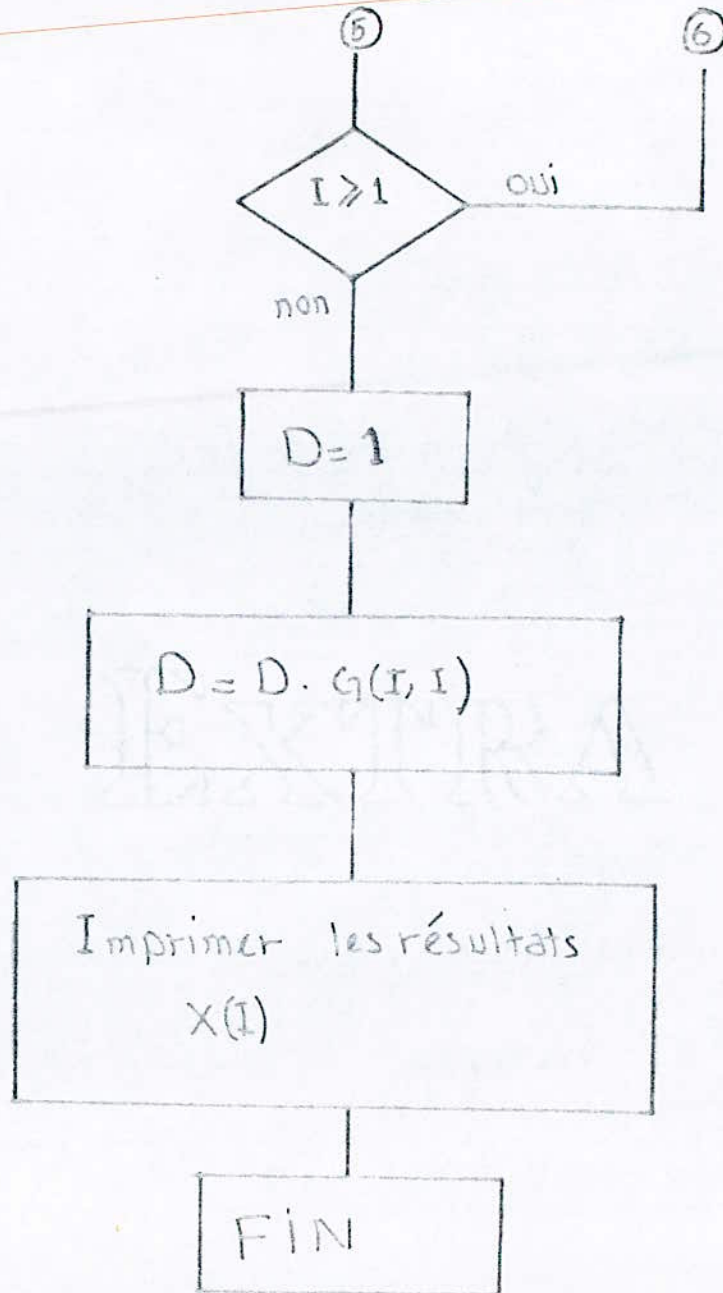 5
6
I ⩾ 1
oui
non
D = 1
D = D . G(I, I)
Imprimer les résultats
X(I)
FiN